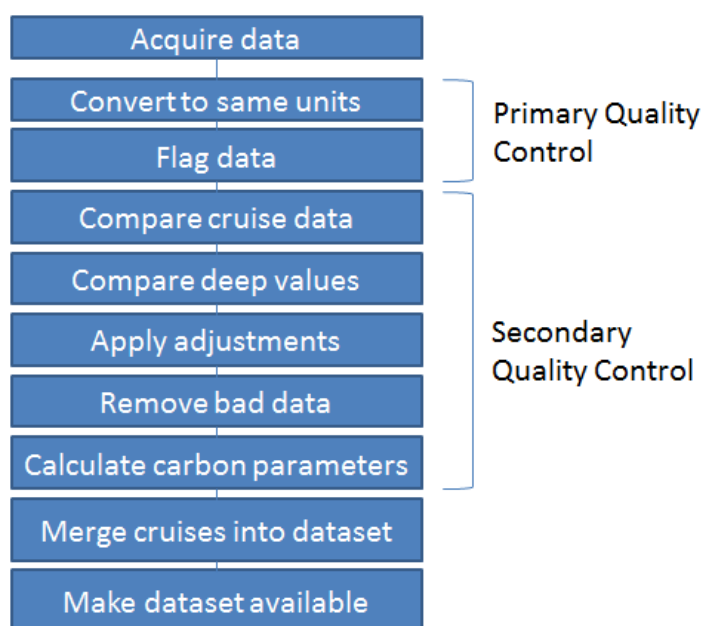 Acquire data
Convert to same units
Flag data
Primary Quality
Control
Compare cruise data
Compare deep values
Apply adjustments
Remove bad data
Calculate carbon parameters
Secondary
Quality Control
Merge cruises into dataset
Make dataset available